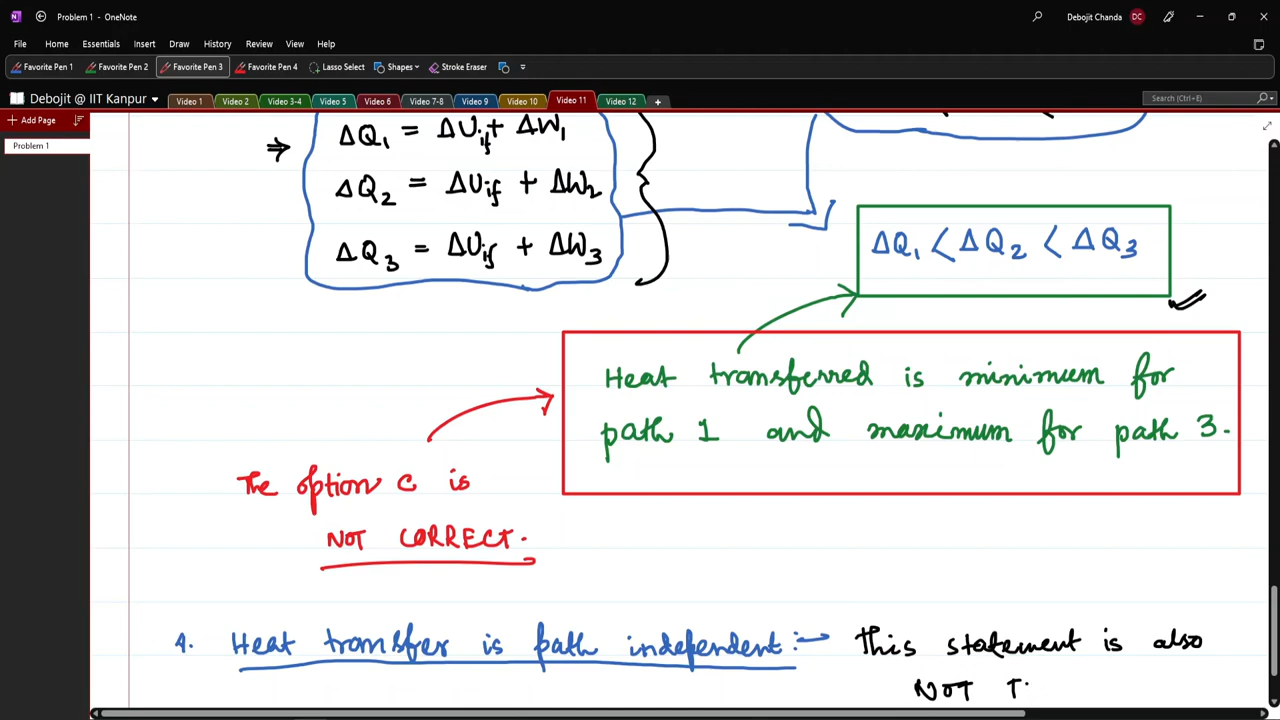 Problem 1 - OneNote
Debojit Chanda DC
File Home Essentials Insert Draw History Review View Help
Favorite Pen 1 Favorite Pen 2 Favorite Pen 3 Favorite Pen 4 Lasso Select Shapes Stroke Eraser
Debojit @ IIT Kanpur Video 1 Video 2 Video 3-4 Video 5 Video 6 Video 7-8 Video 9 Video 10 Video 11 Video 12 Search (Ctrl+E)
Add Page
Problem 1
⇒ ΔQ₁ = ΔUif + ΔW₁
ΔQ₂ = ΔUif + ΔW₂
ΔQ₃ = ΔUif + ΔW₃
ΔQ₁ < ΔQ₂ < ΔQ₃
Heat transferred is minimum for
path 1 and maximum for path 3.
The option C is
NOT CORRECT.
4. Heat transfer is path independent:→ This statement is also
NOT T